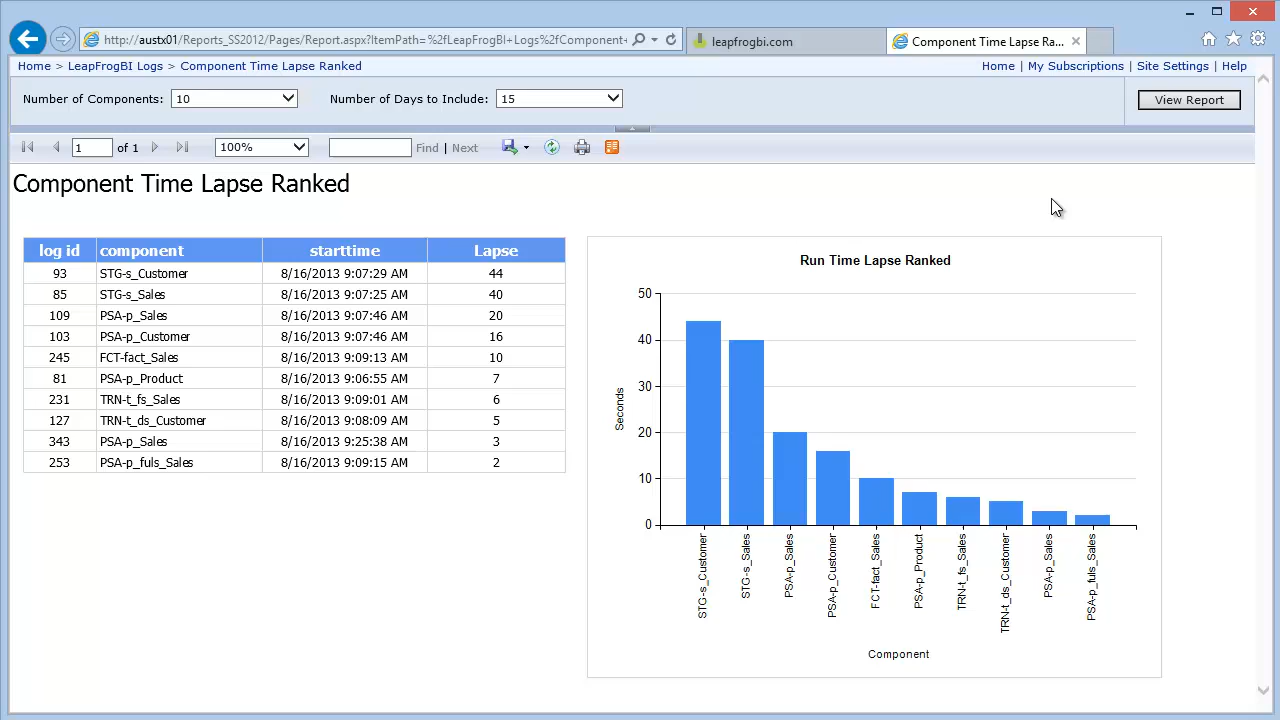 http://austx01/Reports_SS2012/Pages/Report.aspx?ItemPath=%2fLeapFrogBI+Logs%2fComponent+
leapfrogbi.com
Component Time Lapse Ra...
Home > LeapFrogBI Logs > Component Time Lapse Ranked
Home | My Subscriptions | Site Settings | Help
Number of Components: 10
Number of Days to Include: 15
View Report
1 of 1
100%
Find | Next
Component Time Lapse Ranked
log id component starttime Lapse
93 STG-s_Customer 8/16/2013 9:07:29 AM 44
85 STG-s_Sales 8/16/2013 9:07:25 AM 40
109 PSA-p_Sales 8/16/2013 9:07:46 AM 20
103 PSA-p_Customer 8/16/2013 9:07:46 AM 16
245 FCT-fact_Sales 8/16/2013 9:09:13 AM 10
81 PSA-p_Product 8/16/2013 9:06:55 AM 7
231 TRN-t_fs_Sales 8/16/2013 9:09:01 AM 6
127 TRN-t_ds_Customer 8/16/2013 9:08:09 AM 5
343 PSA-p_Sales 8/16/2013 9:25:38 AM 3
253 PSA-p_fuls_Sales 8/16/2013 9:09:15 AM 2
Run Time Lapse Ranked
50
40
30
20
10
0
Seconds
STG-s_Customer
STG-s_Sales
PSA-p_Sales
PSA-p_Customer
FCT-fact_Sales
PSA-p_Product
TRN-t_fs_Sales
TRN-t_ds_Customer
PSA-p_Sales
PSA-p_fuls_Sales
Component